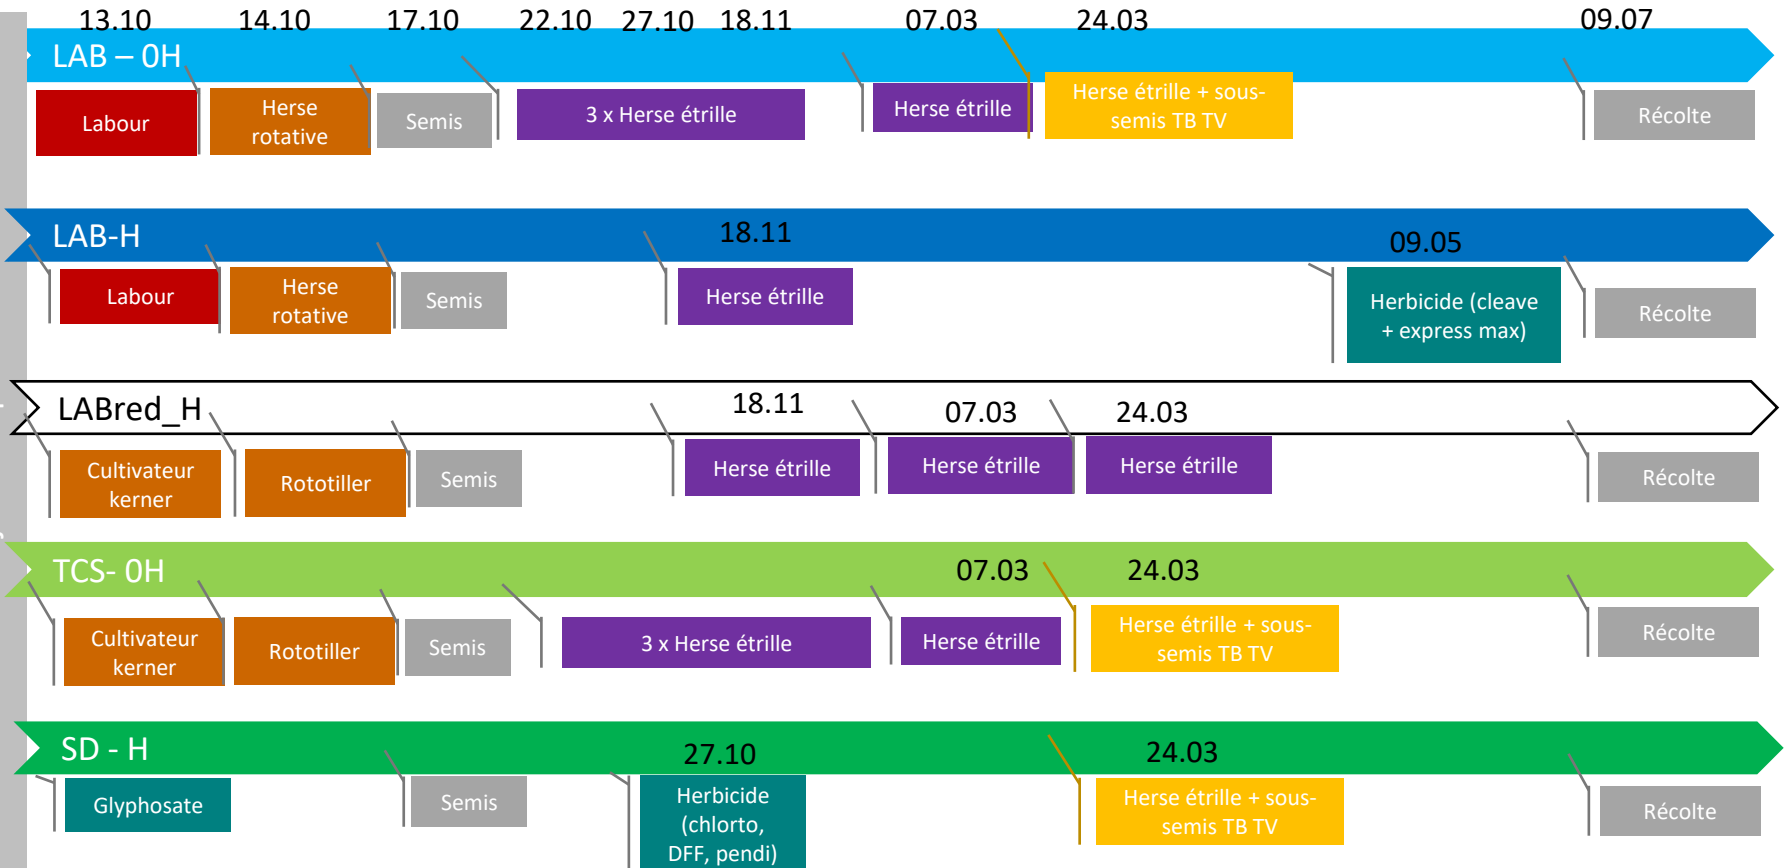 13.10 14.10 17.10 22.10 27.10 18.11 07.03 24.03 09.07
LAB – 0H
Labour
Herse
rotative
Semis
3 x Herse étrille
Herse étrille
Herse étrille + sous-
semis TB TV
Récolte
LAB-H
18.11
09.05
Labour
Herse
rotative
Semis
Herse étrille
Herbicide (cleave
+ express max)
Récolte
LABred_H
18.11
07.03
24.03
Cultivateur
kerner
Rototiller
Semis
Herse étrille
Herse étrille
Herse étrille
Récolte
TCS- 0H
07.03
24.03
Cultivateur
kerner
Rototiller
Semis
3 x Herse étrille
Herse étrille
Herse étrille + sous-
semis TB TV
Récolte
SD - H
27.10
24.03
Glyphosate
Semis
Herbicide
(chlorto,
DFF, pendi)
Herse étrille + sous-
semis TB TV
Récolte